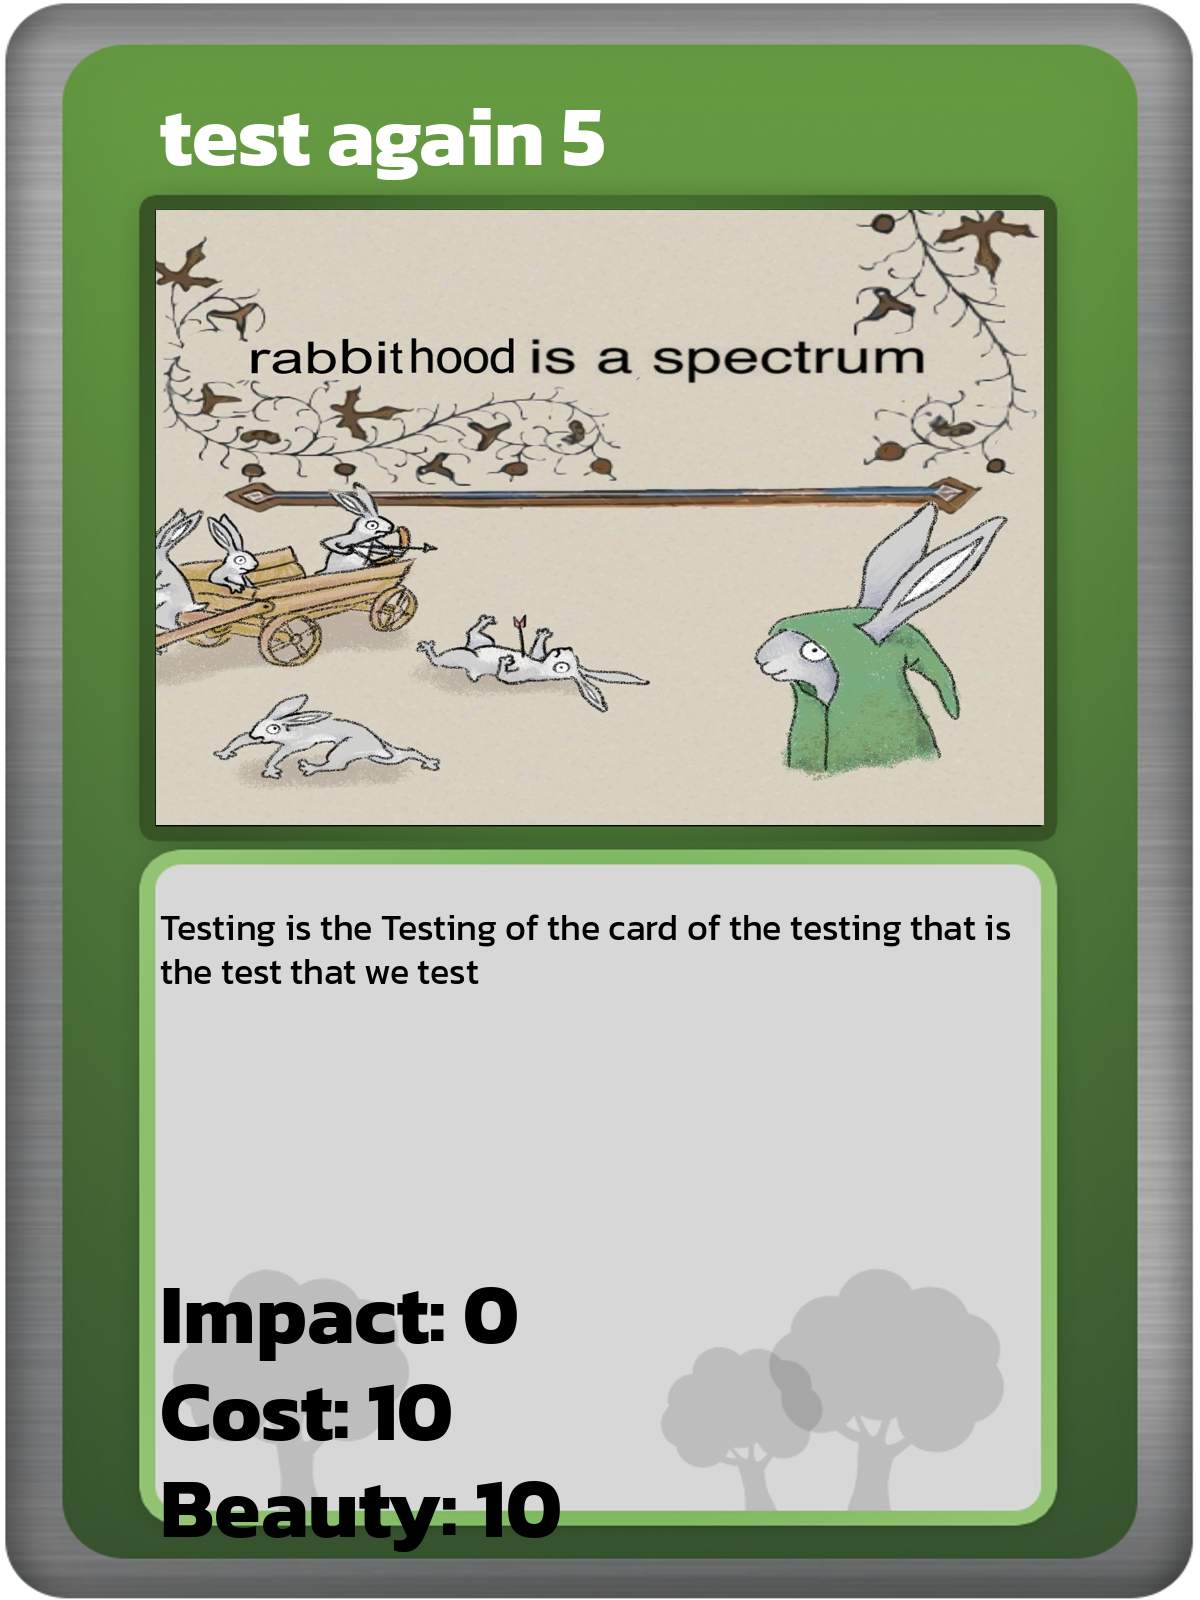 test again 5
rabbithood is a spectrum
Testing is the Testing of the card of the testing that is
the test that we test
Impact: 0
Cost: 10
Beauty: 10